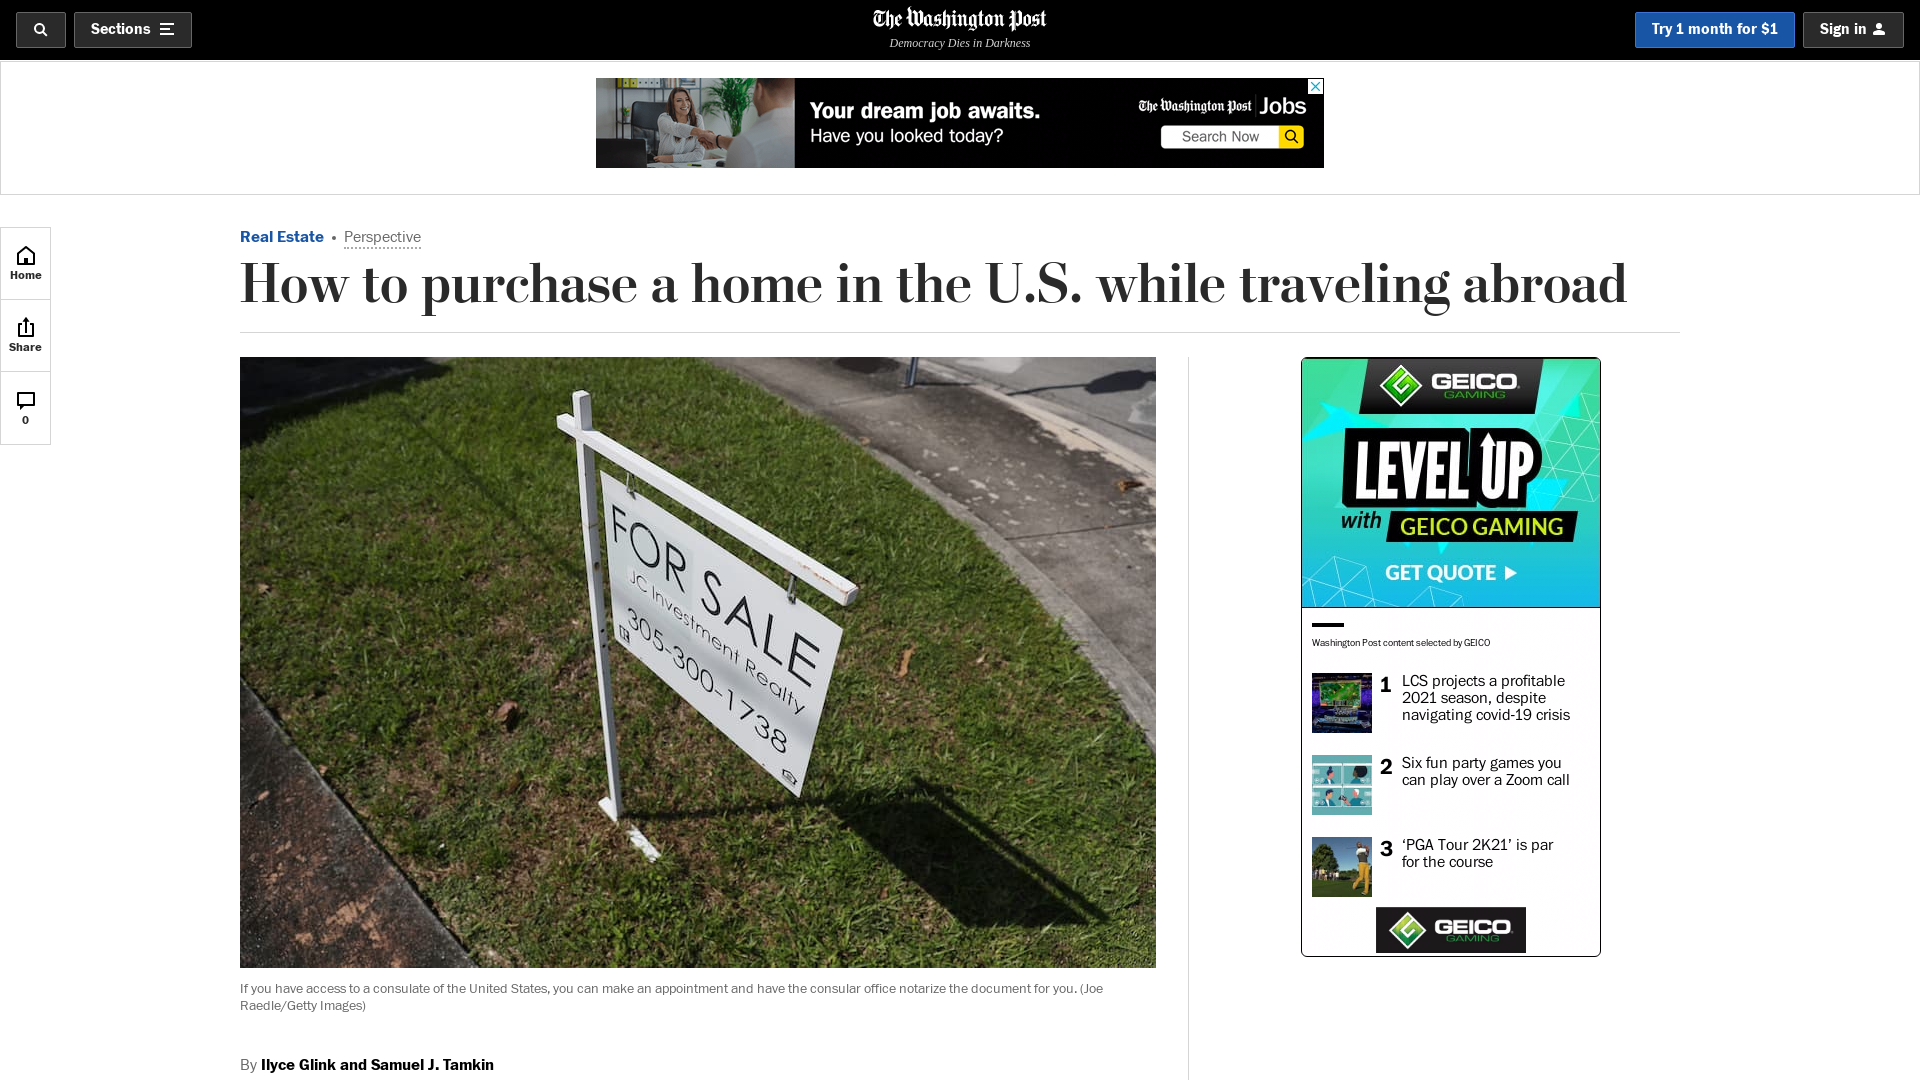 Sections
The Washington Post
Democracy Dies in Darkness
Try 1 month for $1
Sign in
Your dream job awaits.
Have you looked today?
The Washington Post Jobs
Search Now
Home
Share
0
Real Estate • Perspective
How to purchase a home in the U.S. while traveling abroad
FOR SALE
JC Investment Realty
305-300-1738
If you have access to a consulate of the United States, you can make an appointment and have the consular office notarize the document for you. (Joe
Raedle/Getty Images)
By Ilyce Glink and Samuel J. Tamkin
GEICO
GAMING
LEVEL UP
with GEICO GAMING
GET QUOTE
Washington Post content selected by GEICO
1 LCS projects a profitable
2021 season, despite
navigating covid-19 crisis
2 Six fun party games you
can play over a Zoom call
3 ‘PGA Tour 2K21’ is par
for the course
GEICO
GAMING